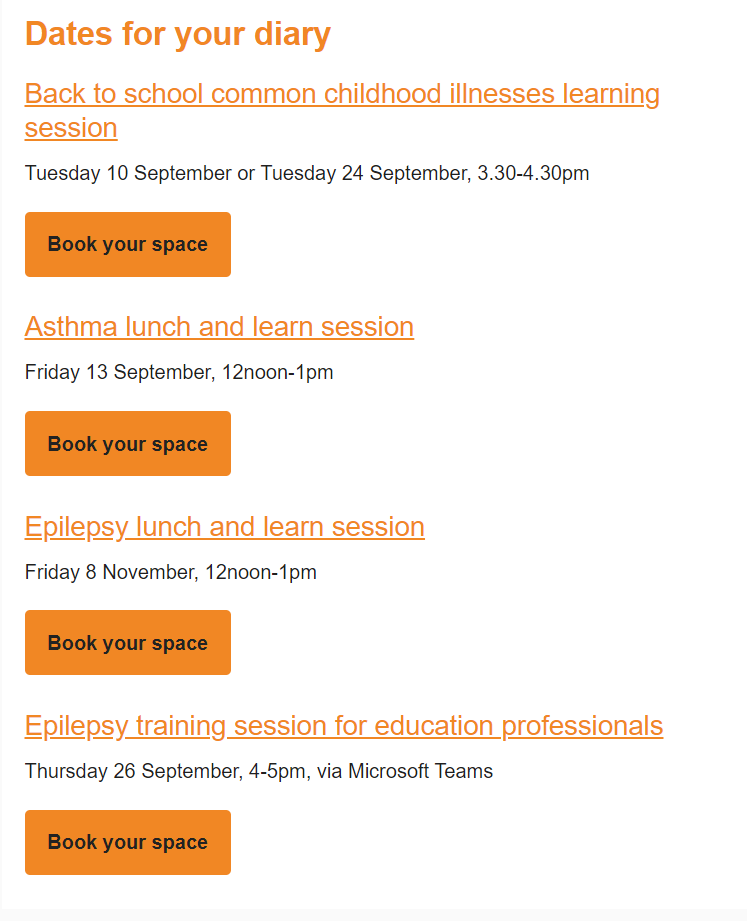 Dates for your diary
Back to school common childhood illnesses learning
session
Tuesday 10 September or Tuesday 24 September, 3.30-4.30pm
Book your space
Asthma lunch and learn session
Friday 13 September, 12noon-1pm
Book your space
Epilepsy lunch and learn session
Friday 8 November, 12noon-1pm
Book your space
Epilepsy training session for education professionals
Thursday 26 September, 4-5pm, via Microsoft Teams
Book your space